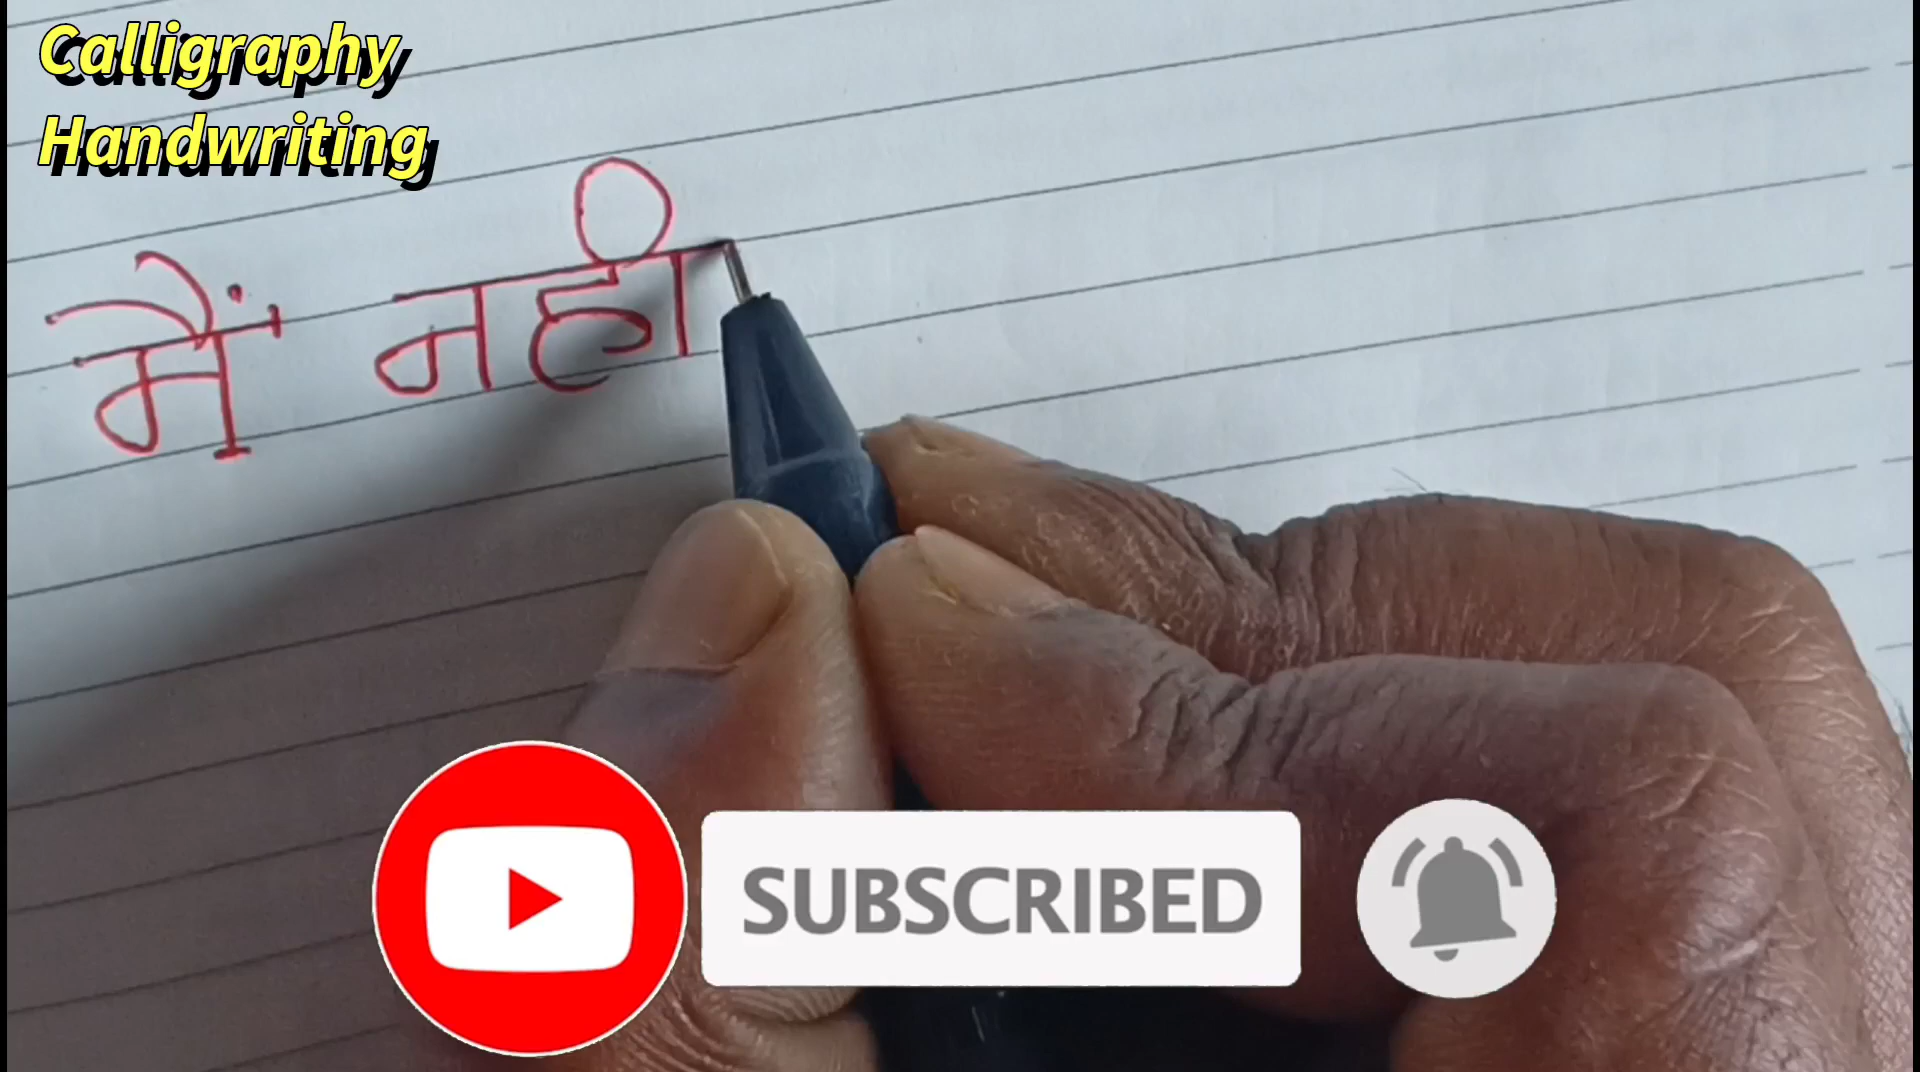 Calligraphy
Handwriting
मैं नही
SUBSCRIBED